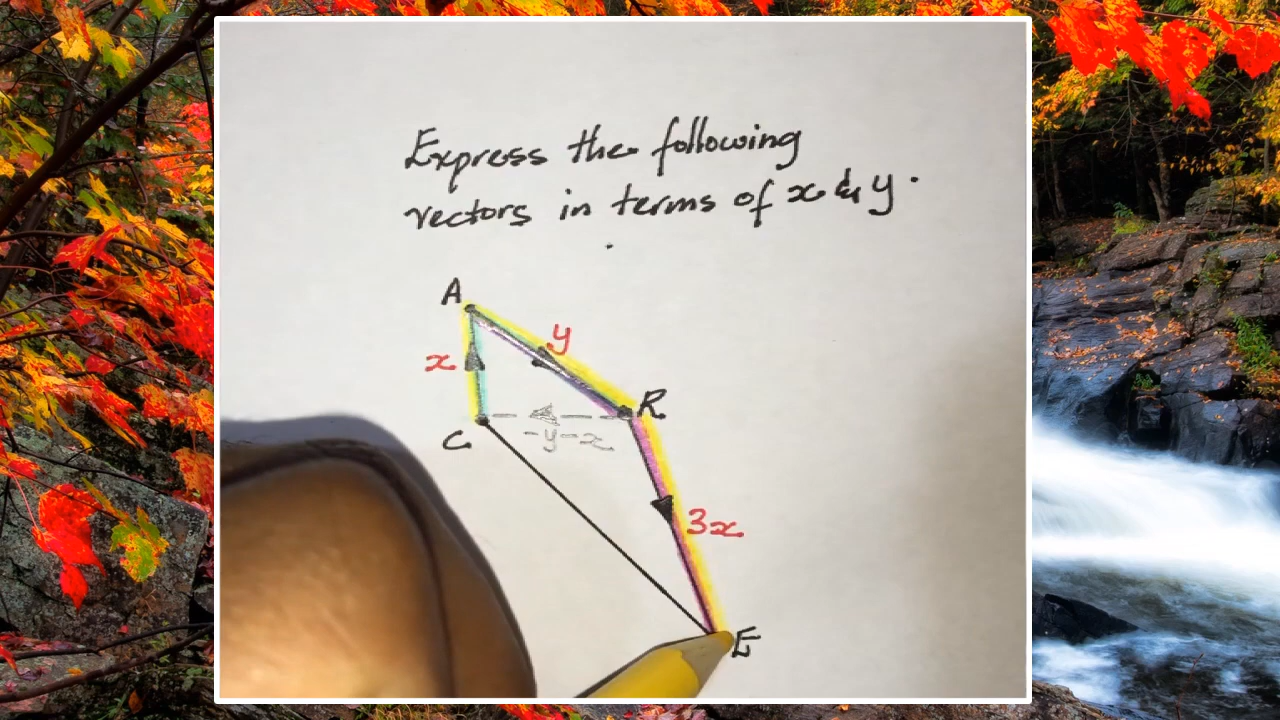 Express the following
vectors in terms of x & y.
A
y
x
R
C
-y-x
3x
E